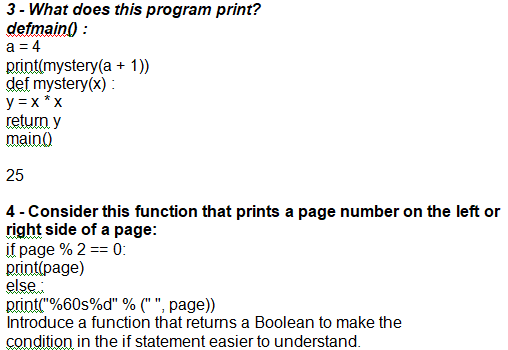 3 - What does this program print?
defmain() :
a = 4
print(mystery(a + 1))
def mystery(x) :
y = x * x
return y
main()
25
4 - Consider this function that prints a page number on the left or
right side of a page:
if page % 2 == 0:
print(page)
else :
print("%60s%d" % (" ", page))
Introduce a function that returns a Boolean to make the
condition in the if statement easier to understand.